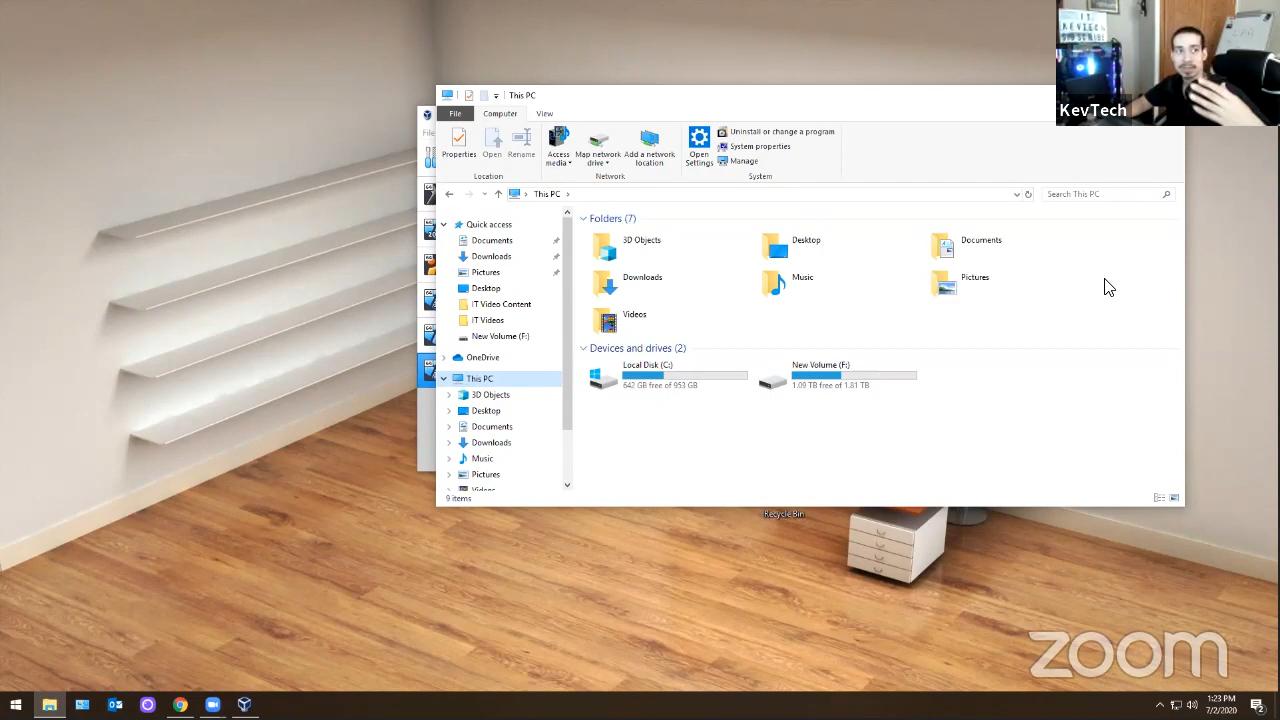 This PC
KevTech
File Computer View
Properties Open Rename
Access media Map network drive Add a network location
Open Settings
Uninstall or change a program
System properties
Manage
Location Network System
This PC
Search This PC
Quick access
Documents
Downloads
Pictures
Desktop
IT Video Content
IT Videos
New Volume (F:)
OneDrive
This PC
3D Objects
Desktop
Documents
Downloads
Music
Pictures
Videos
Folders (7)
3D Objects Desktop Documents
Downloads Music Pictures
Videos
Devices and drives (2)
Local Disk (C:) New Volume (F:)
642 GB free of 953 GB 1.09 TB free of 1.81 TB
9 items
Recycle Bin
zoom
1:23 PM
7/2/2020
2